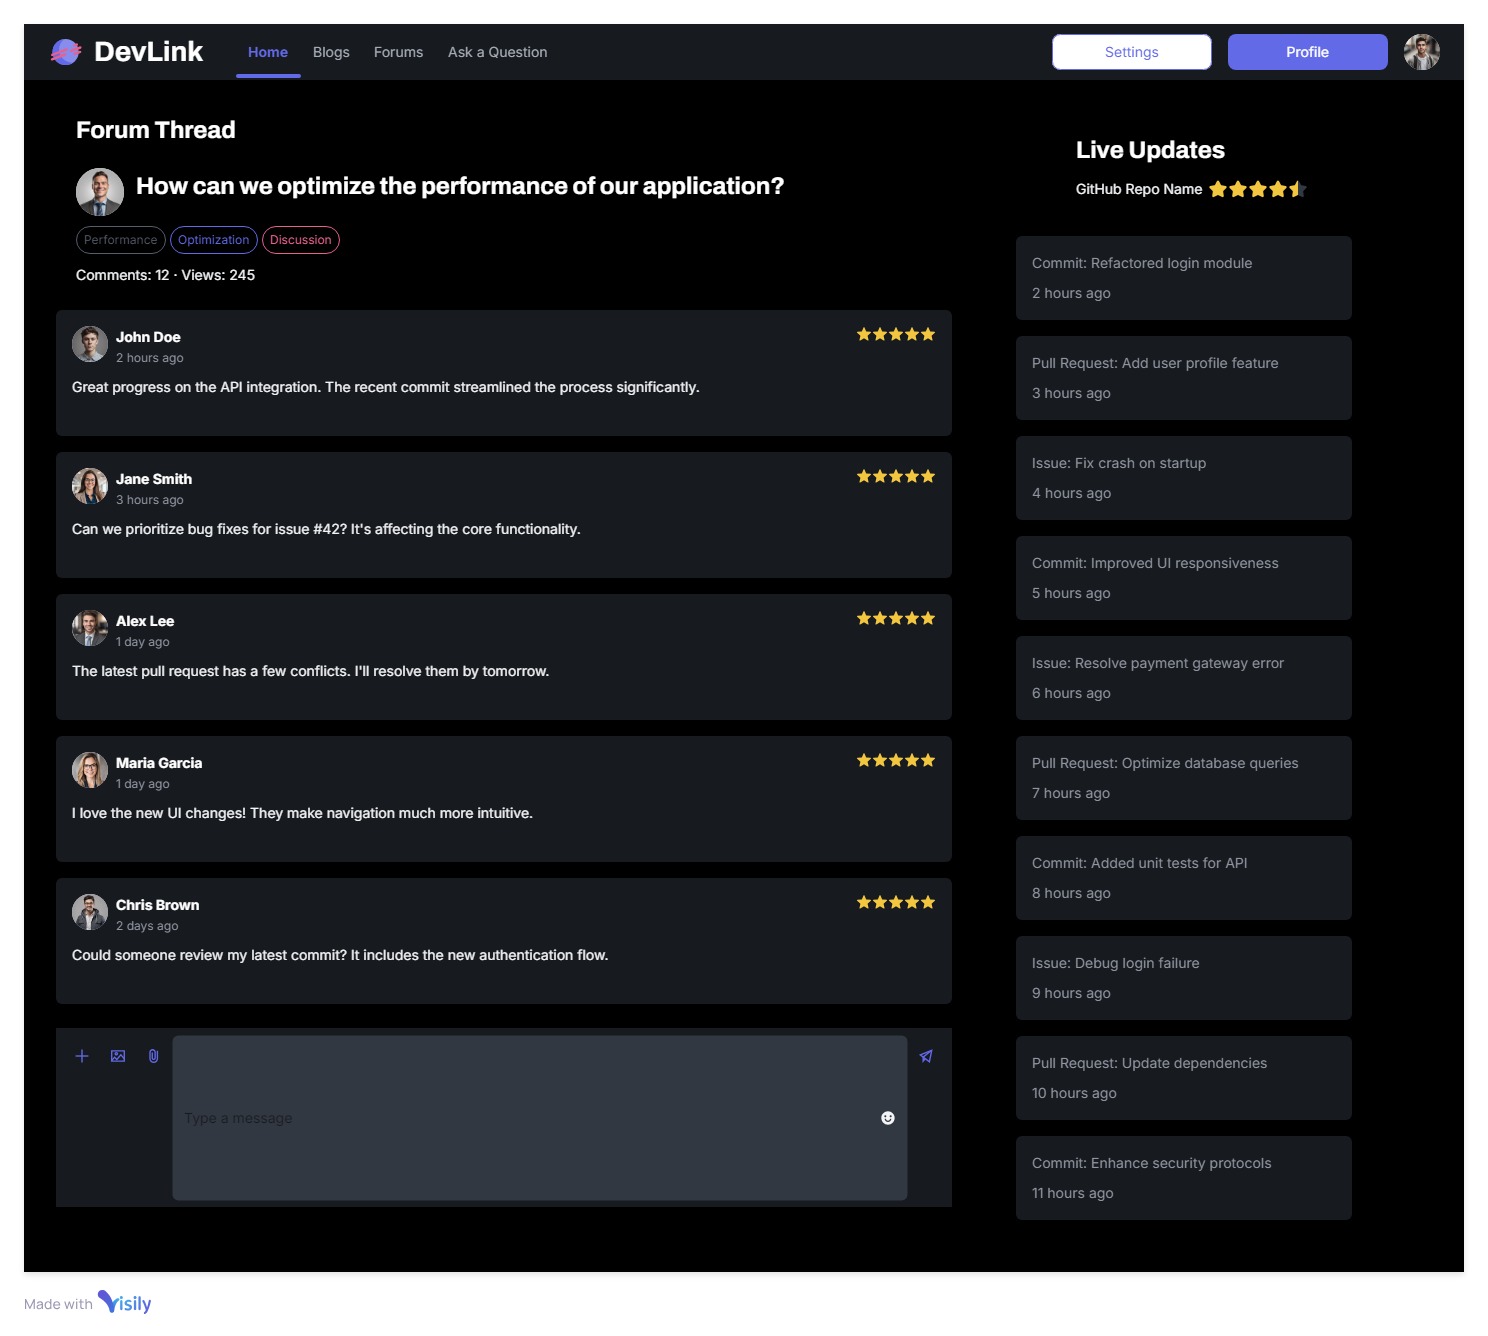 DevLink
Home
Blogs
Forums
Ask a Question
Settings
Profile
Forum Thread
How can we optimize the performance of our application?
Performance
Optimization
Discussion
Comments: 12 · Views: 245
John Doe
2 hours ago
Great progress on the API integration. The recent commit streamlined the process significantly.
Jane Smith
3 hours ago
Can we prioritize bug fixes for issue #42? It's affecting the core functionality.
Alex Lee
1 day ago
The latest pull request has a few conflicts. I'll resolve them by tomorrow.
Maria Garcia
1 day ago
I love the new UI changes! They make navigation much more intuitive.
Chris Brown
2 days ago
Could someone review my latest commit? It includes the new authentication flow.
Type a message
Live Updates
GitHub Repo Name
Commit: Refactored login module
2 hours ago
Pull Request: Add user profile feature
3 hours ago
Issue: Fix crash on startup
4 hours ago
Commit: Improved UI responsiveness
5 hours ago
Issue: Resolve payment gateway error
6 hours ago
Pull Request: Optimize database queries
7 hours ago
Commit: Added unit tests for API
8 hours ago
Issue: Debug login failure
9 hours ago
Pull Request: Update dependencies
10 hours ago
Commit: Enhance security protocols
11 hours ago
Made with Visily